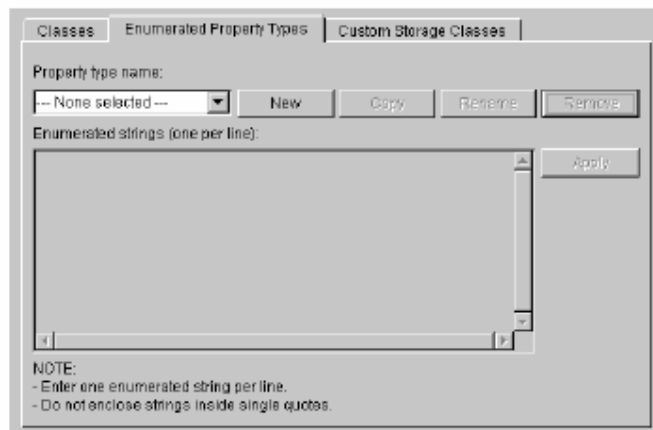 Classes Enumerated Property Types Custom Storage Classes
Property type name:
--- None selected --- New Copy Rename Remove
Enumerated strings (one per line):
Apply
NOTE:
- Enter one enumerated string per line.
- Do not enclose strings inside single quotes.